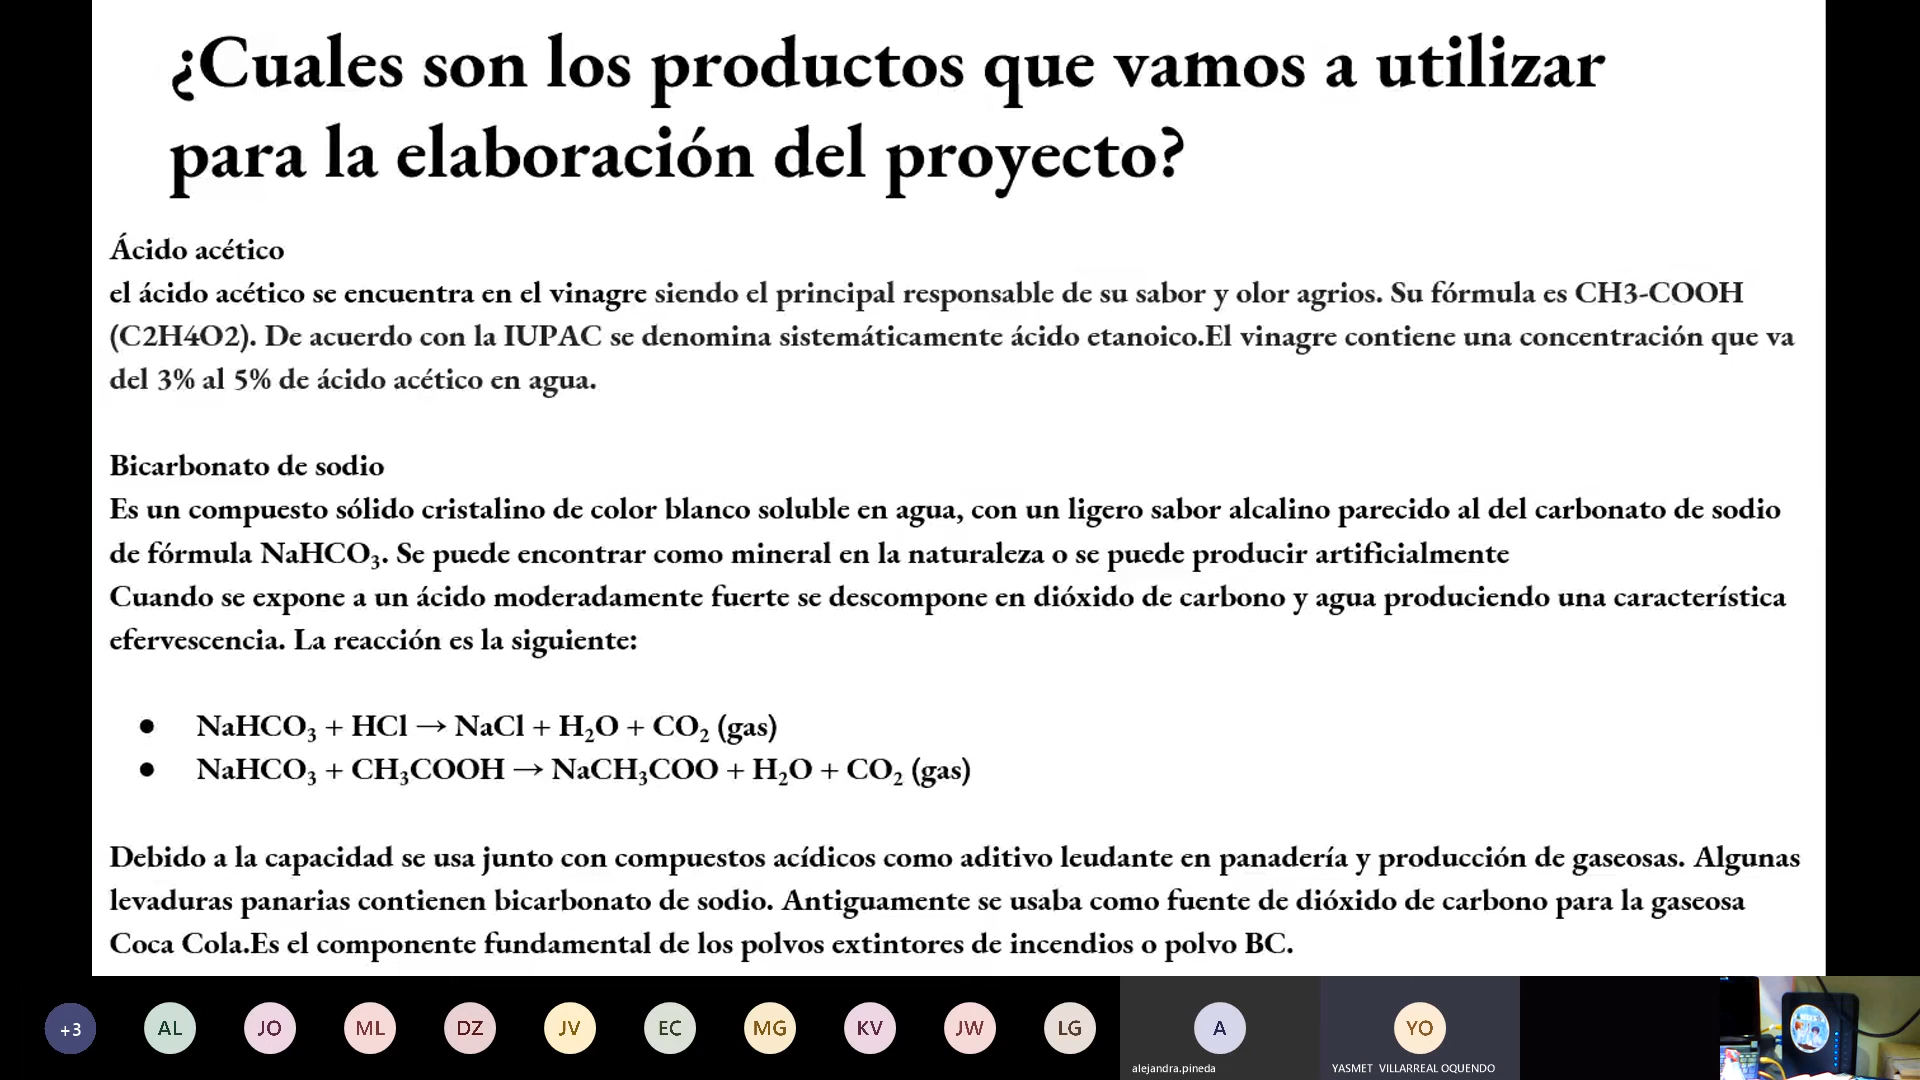 ¿Cuales son los productos que vamos a utilizar
para la elaboración del proyecto?
Ácido acético
el ácido acético se encuentra en el vinagre siendo el principal responsable de su sabor y olor agrios. Su fórmula es CH3-COOH
(C2H4O2). De acuerdo con la IUPAC se denomina sistemáticamente ácido etanoico.El vinagre contiene una concentración que va
del 3% al 5% de ácido acético en agua.
Bicarbonato de sodio
Es un compuesto sólido cristalino de color blanco soluble en agua, con un ligero sabor alcalino parecido al del carbonato de sodio
de fórmula NaHCO₃. Se puede encontrar como mineral en la naturaleza o se puede producir artificialmente
Cuando se expone a un ácido moderadamente fuerte se descompone en dióxido de carbono y agua produciendo una característica
efervescencia. La reacción es la siguiente:
● NaHCO₃ + HCl → NaCl + H₂O + CO₂ (gas)
● NaHCO₃ + CH₃COOH → NaCH₃COO + H₂O + CO₂ (gas)
Debido a la capacidad se usa junto con compuestos acídicos como aditivo leudante en panadería y producción de gaseosas. Algunas
levaduras panarias contienen bicarbonato de sodio. Antiguamente se usaba como fuente de dióxido de carbono para la gaseosa
Coca Cola.Es el componente fundamental de los polvos extintores de incendios o polvo BC.
+3 AL JO ML DZ JV EC MG KV JW LG A YO
alejandra.pineda YASMET VILLARREAL OQUENDO